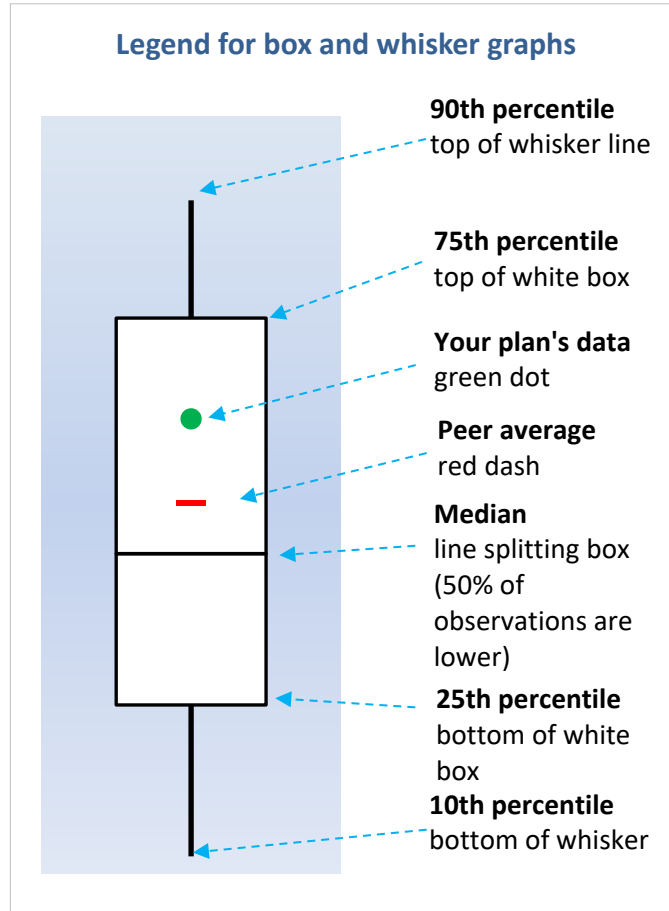 Legend for box and whisker graphs
90th percentile
top of whisker line
75th percentile
top of white box
Your plan's data
green dot
Peer average
red dash
Median
line splitting box
(50% of
observations are
lower)
25th percentile
bottom of white
box
10th percentile
bottom of whisker